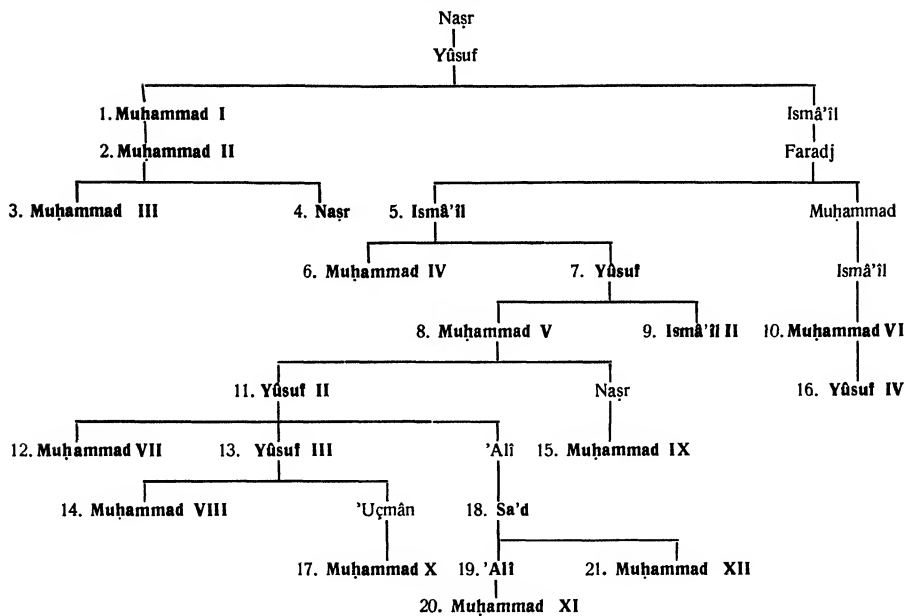 Naṣr
Yûsuf
1. Muḥammad I Ismâ'îl
2. Muḥammad II Faradj
3. Muḥammad III 4. Naṣr 5. Ismâ'îl Muḥammad
6. Muḥammad IV 7. Yûsuf Ismâ'îl
8. Muḥammad V 9. Ismâ'îl II 10. Muḥammad VI
11. Yûsuf II Naṣr 16. Yûsuf IV
12. Muḥammad VII 13. Yûsuf III 'Alî 15. Muḥammad IX
14. Muḥammad VIII 'Uçmân 18. Sa'd
17. Muḥammad X 19. 'Alî 21. Muḥammad XII
20. Muḥammad XI